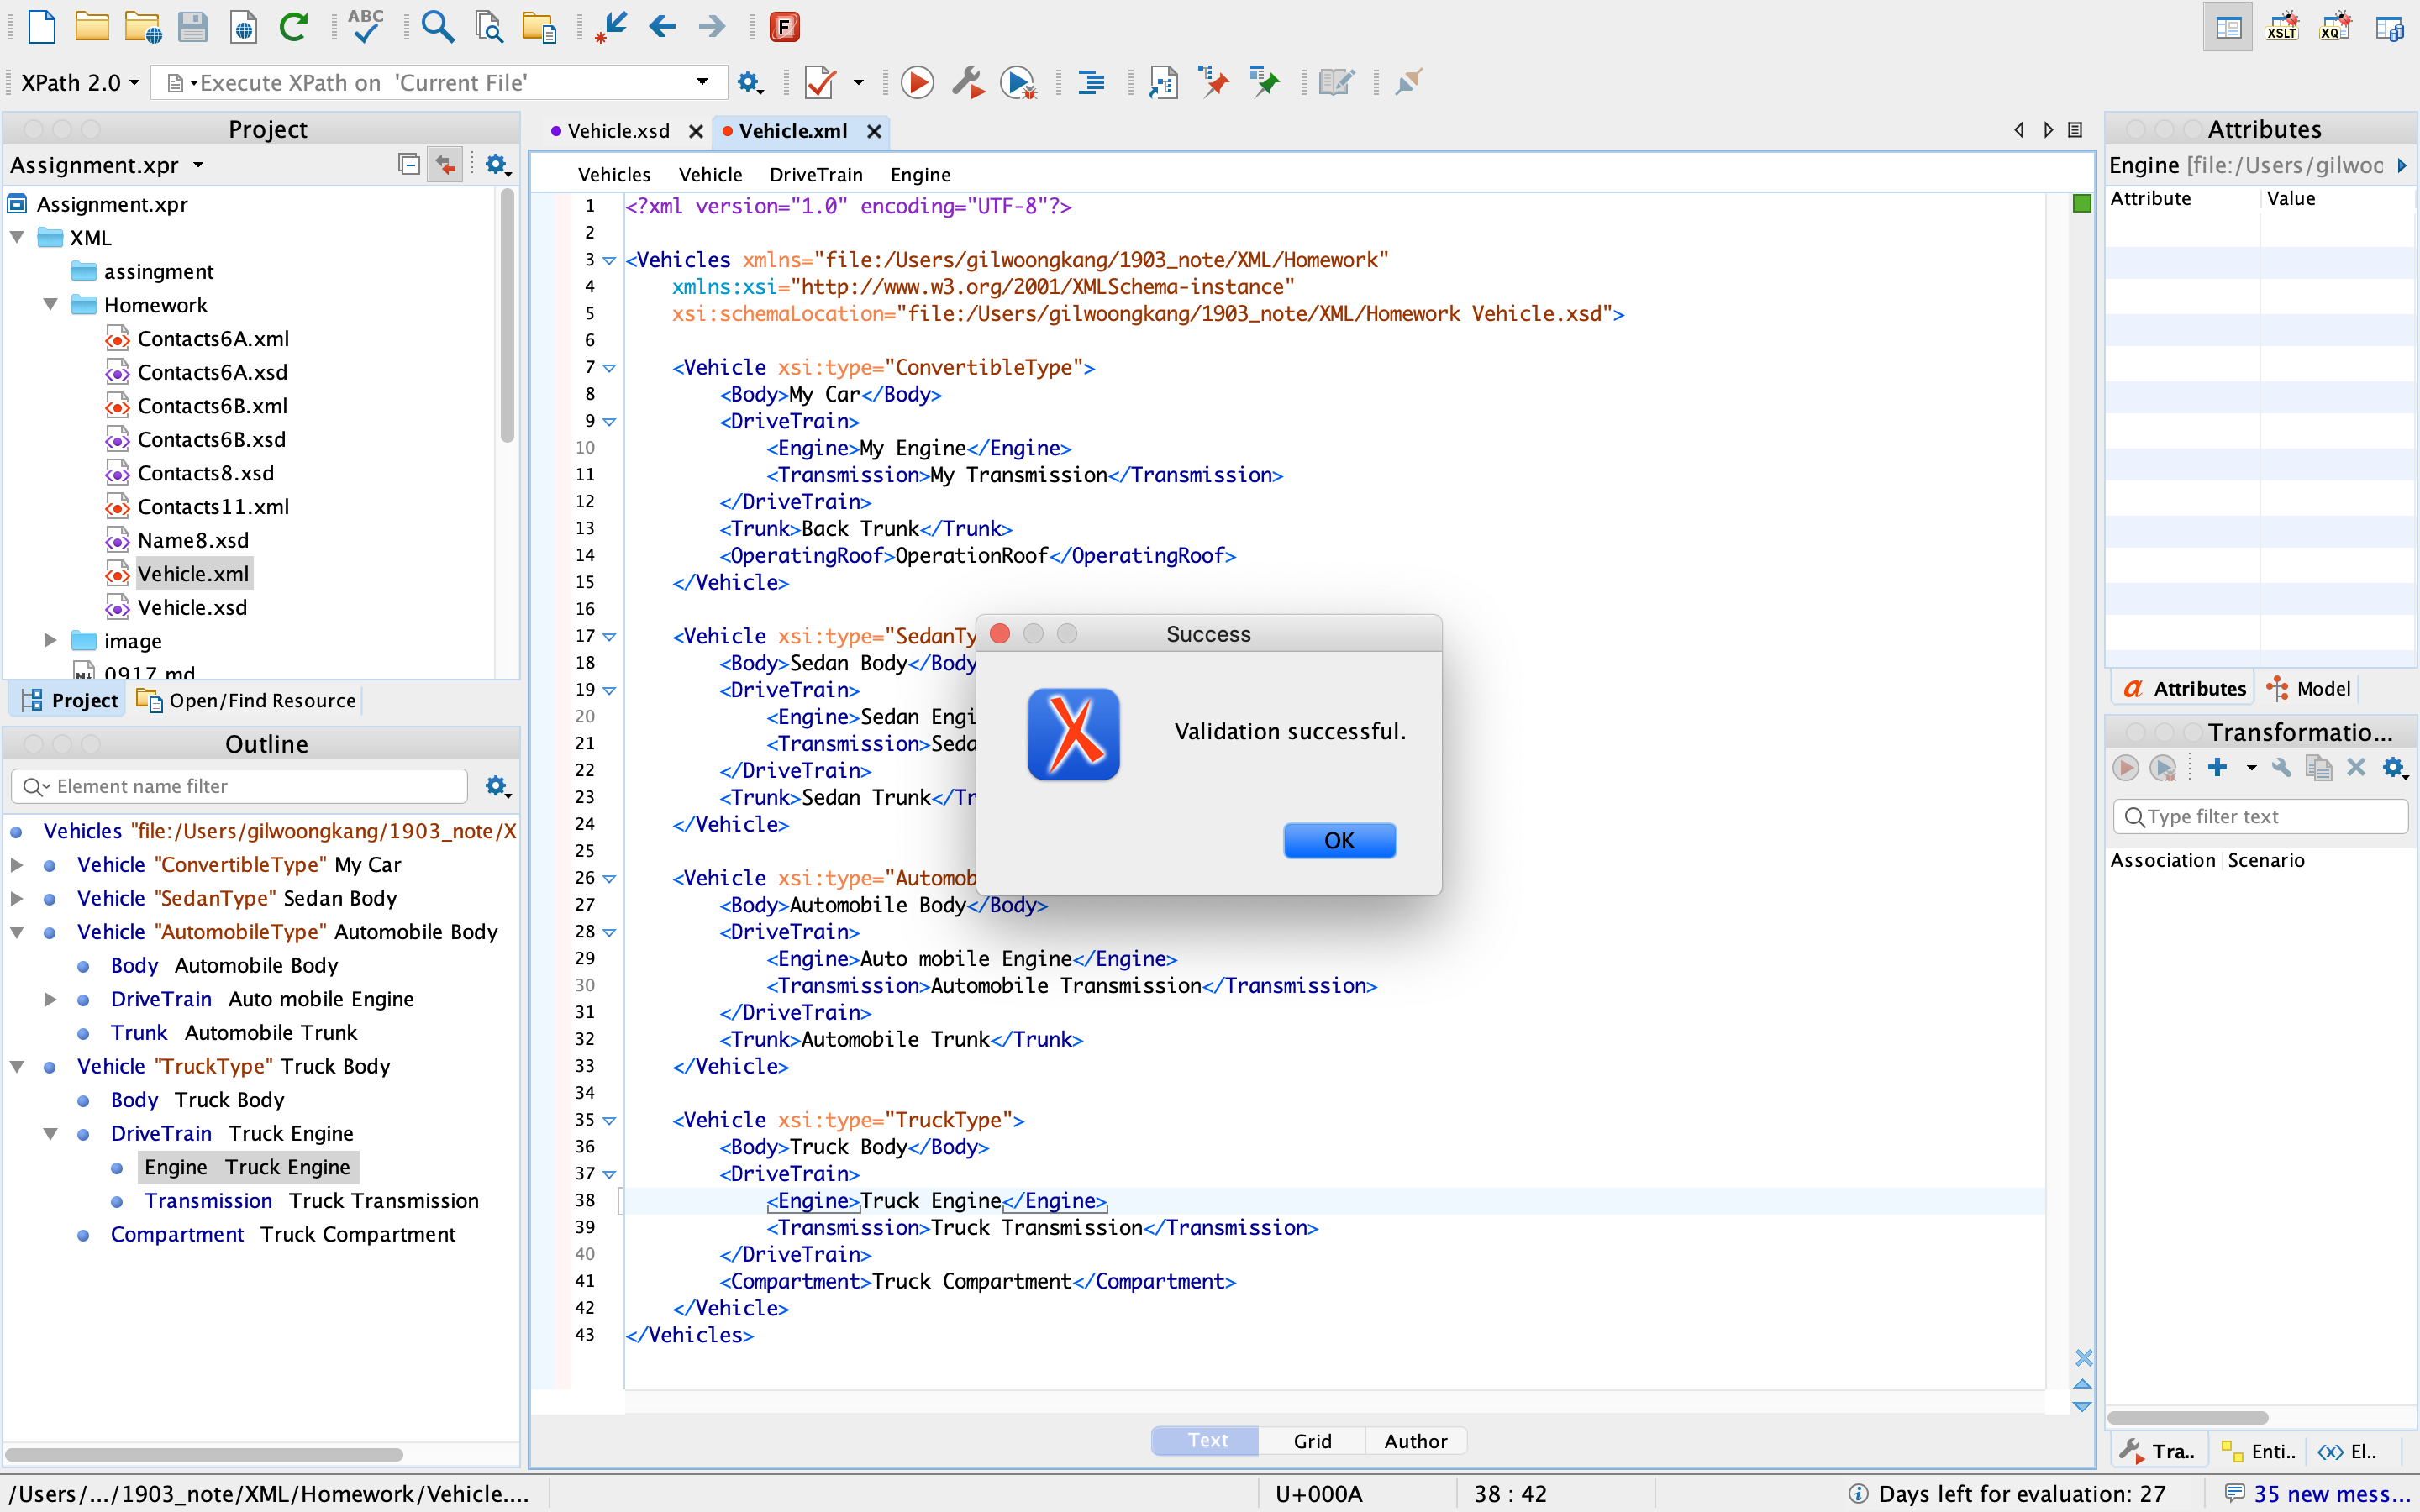 ABC
F
XSLT
XQ
XPath 2.0
Execute XPath on 'Current File'
Project
Assignment.xpr
Assignment.xpr
XML
assingment
Homework
Contacts6A.xml
Contacts6A.xsd
Contacts6B.xml
Contacts6B.xsd
Contacts8.xsd
Contacts11.xml
Name8.xsd
Vehicle.xml
Vehicle.xsd
image
0917.md
Project
Open/Find Resource
Outline
Element name filter
Vehicles "file:/Users/gilwoongkang/1903_note/X
Vehicle "ConvertibleType" My Car
Vehicle "SedanType" Sedan Body
Vehicle "AutomobileType" Automobile Body
Body Automobile Body
DriveTrain Auto mobile Engine
Trunk Automobile Trunk
Vehicle "TruckType" Truck Body
Body Truck Body
DriveTrain Truck Engine
Engine Truck Engine
Transmission Truck Transmission
Compartment Truck Compartment
Vehicle.xsd
Vehicle.xml
Vehicles Vehicle DriveTrain Engine
1 <?xml version="1.0" encoding="UTF-8"?>
2
3 <Vehicles xmlns="file:/Users/gilwoongkang/1903_note/XML/Homework"
4 xmlns:xsi="http://www.w3.org/2001/XMLSchema-instance"
5 xsi:schemaLocation="file:/Users/gilwoongkang/1903_note/XML/Homework Vehicle.xsd">
6
7 <Vehicle xsi:type="ConvertibleType">
8 <Body>My Car</Body>
9 <DriveTrain>
10 <Engine>My Engine</Engine>
11 <Transmission>My Transmission</Transmission>
12 </DriveTrain>
13 <Trunk>Back Trunk</Trunk>
14 <OperatingRoof>OperationRoof</OperatingRoof>
15 </Vehicle>
16
17 <Vehicle xsi:type="SedanTy
18 <Body>Sedan Body</Body
19 <DriveTrain>
20 <Engine>Sedan Engi
21 <Transmission>Seda
22 </DriveTrain>
23 <Trunk>Sedan Trunk</Tr
24 </Vehicle>
25
26 <Vehicle xsi:type="Automob
27 <Body>Automobile Body</Body>
28 <DriveTrain>
29 <Engine>Auto mobile Engine</Engine>
30 <Transmission>Automobile Transmission</Transmission>
31 </DriveTrain>
32 <Trunk>Automobile Trunk</Trunk>
33 </Vehicle>
34
35 <Vehicle xsi:type="TruckType">
36 <Body>Truck Body</Body>
37 <DriveTrain>
38 <Engine>Truck Engine</Engine>
39 <Transmission>Truck Transmission</Transmission>
40 </DriveTrain>
41 <Compartment>Truck Compartment</Compartment>
42 </Vehicle>
43 </Vehicles>
Success
Validation successful.
OK
Text Grid Author
Attributes
Engine [file:/Users/gilwoo
Attribute Value
Attributes Model
Transformatio...
Type filter text
Association Scenario
Tra.. Enti.. El..
/Users/.../1903_note/XML/Homework/Vehicle....
U+000A
38 : 42
Days left for evaluation: 27
35 new mess...